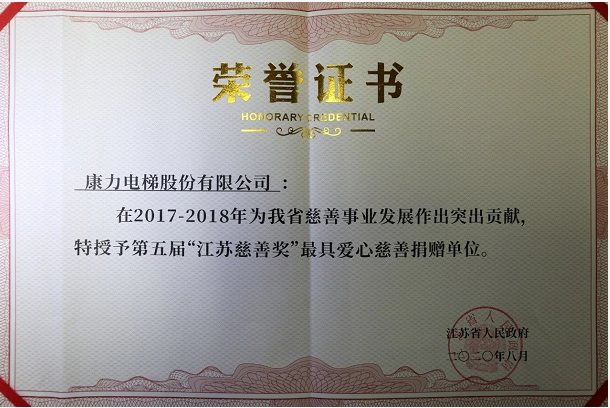 荣誉证书
HONORARY CREDENTIAL
康力电梯股份有限公司：
在2017-2018年为我省慈善事业发展作出突出贡献，
特授予第五届“江苏慈善奖”最具爱心慈善捐赠单位。
江苏省人民政府
二〇二〇年八月